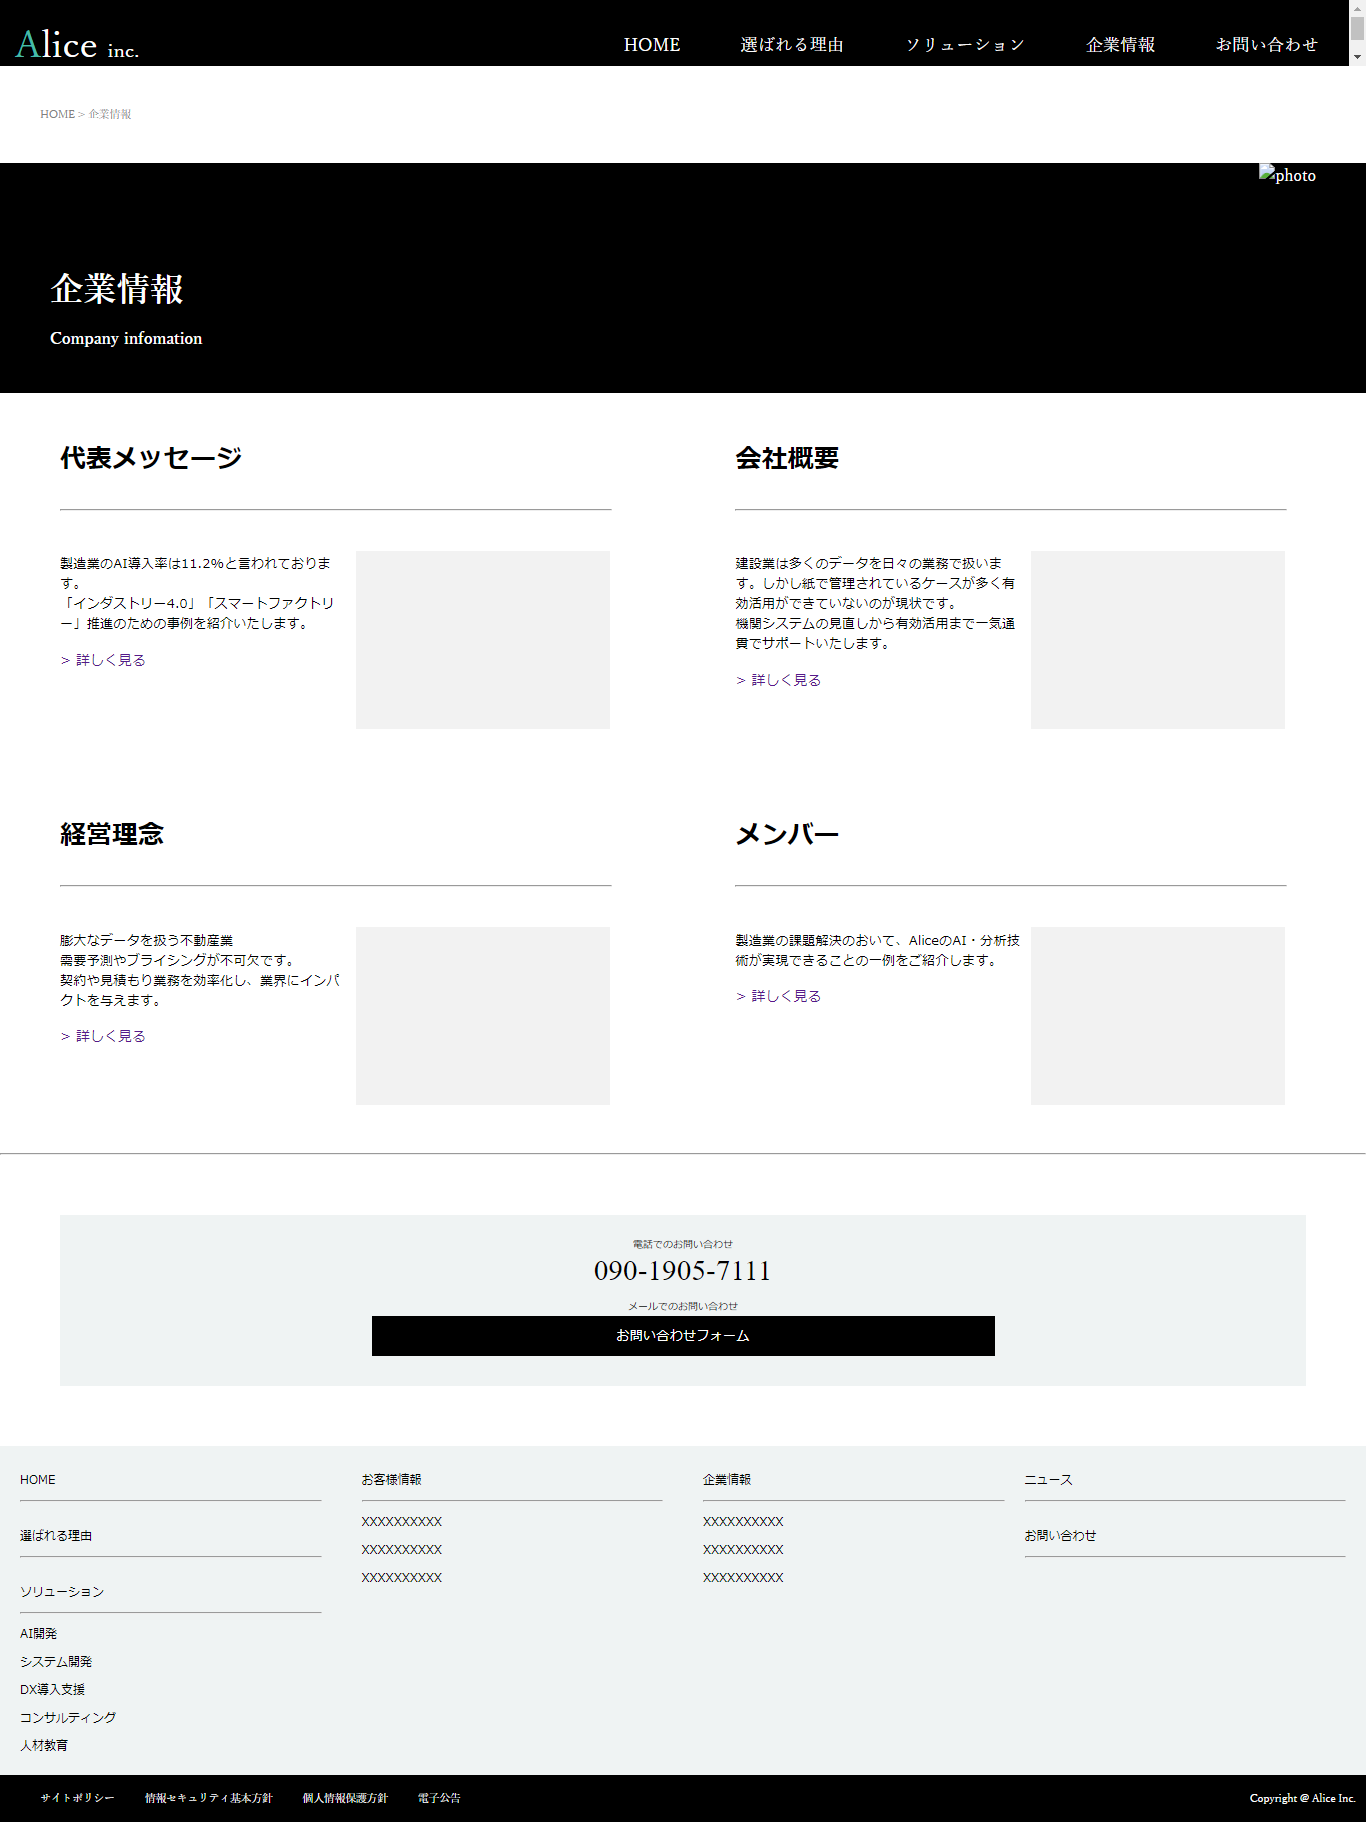 Alice inc.
HOME 選ばれる理由 ソリューション 企業情報 お問い合わせ
HOME > 企業情報
photo
企業情報
Company infomation
代表メッセージ
製造業のAI導入率は11.2%と言われておりま
す。
「インダストリー4.0」「スマートファクトリ
ー」推進のための事例を紹介いたします。
> 詳しく見る
会社概要
建設業は多くのデータを日々の業務で扱いま
す。しかし紙で管理されているケースが多く有
効活用ができていないのが現状です。
機関システムの見直しから有効活用まで一気通
貫でサポートいたします。
> 詳しく見る
経営理念
膨大なデータを扱う不動産業
需要予測やプライシングが不可欠です。
契約や見積もり業務を効率化し、業界にインパ
クトを与えます。
> 詳しく見る
メンバー
製造業の課題解決のおいて、AliceのAI・分析技
術が実現できることの一例をご紹介します。
> 詳しく見る
電話でのお問い合わせ
090-1905-7111
メールでのお問い合わせ
お問い合わせフォーム
HOME
選ばれる理由
ソリューション
AI開発
システム開発
DX導入支援
コンサルティング
人材教育
お客様情報
XXXXXXXXXX
XXXXXXXXXX
XXXXXXXXXX
企業情報
XXXXXXXXXX
XXXXXXXXXX
XXXXXXXXXX
ニュース
お問い合わせ
サイトポリシー 情報セキュリティ基本方針 個人情報保護方針 電子公告
Copyright @ Alice Inc.